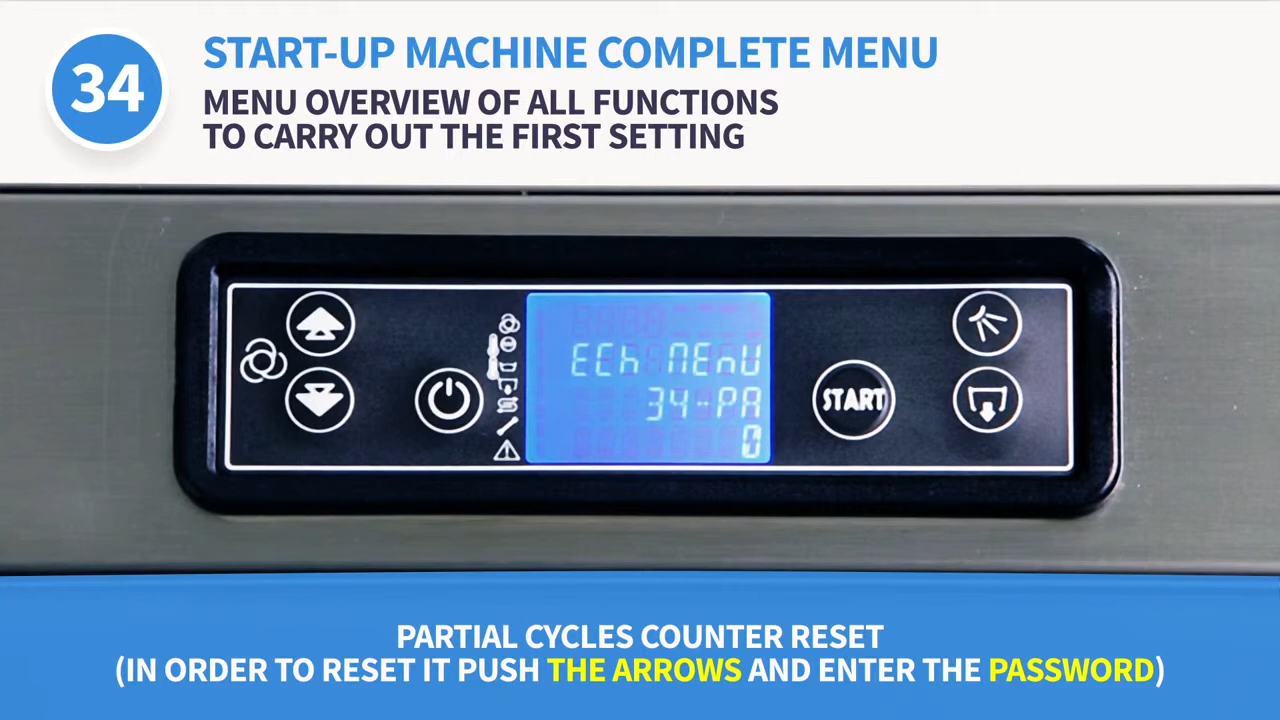 34
START-UP MACHINE COMPLETE MENU
MENU OVERVIEW OF ALL FUNCTIONS
TO CARRY OUT THE FIRST SETTING
ECh MEnU
34-PA
0
START
PARTIAL CYCLES COUNTER RESET
(IN ORDER TO RESET IT PUSH THE ARROWS AND ENTER THE PASSWORD)